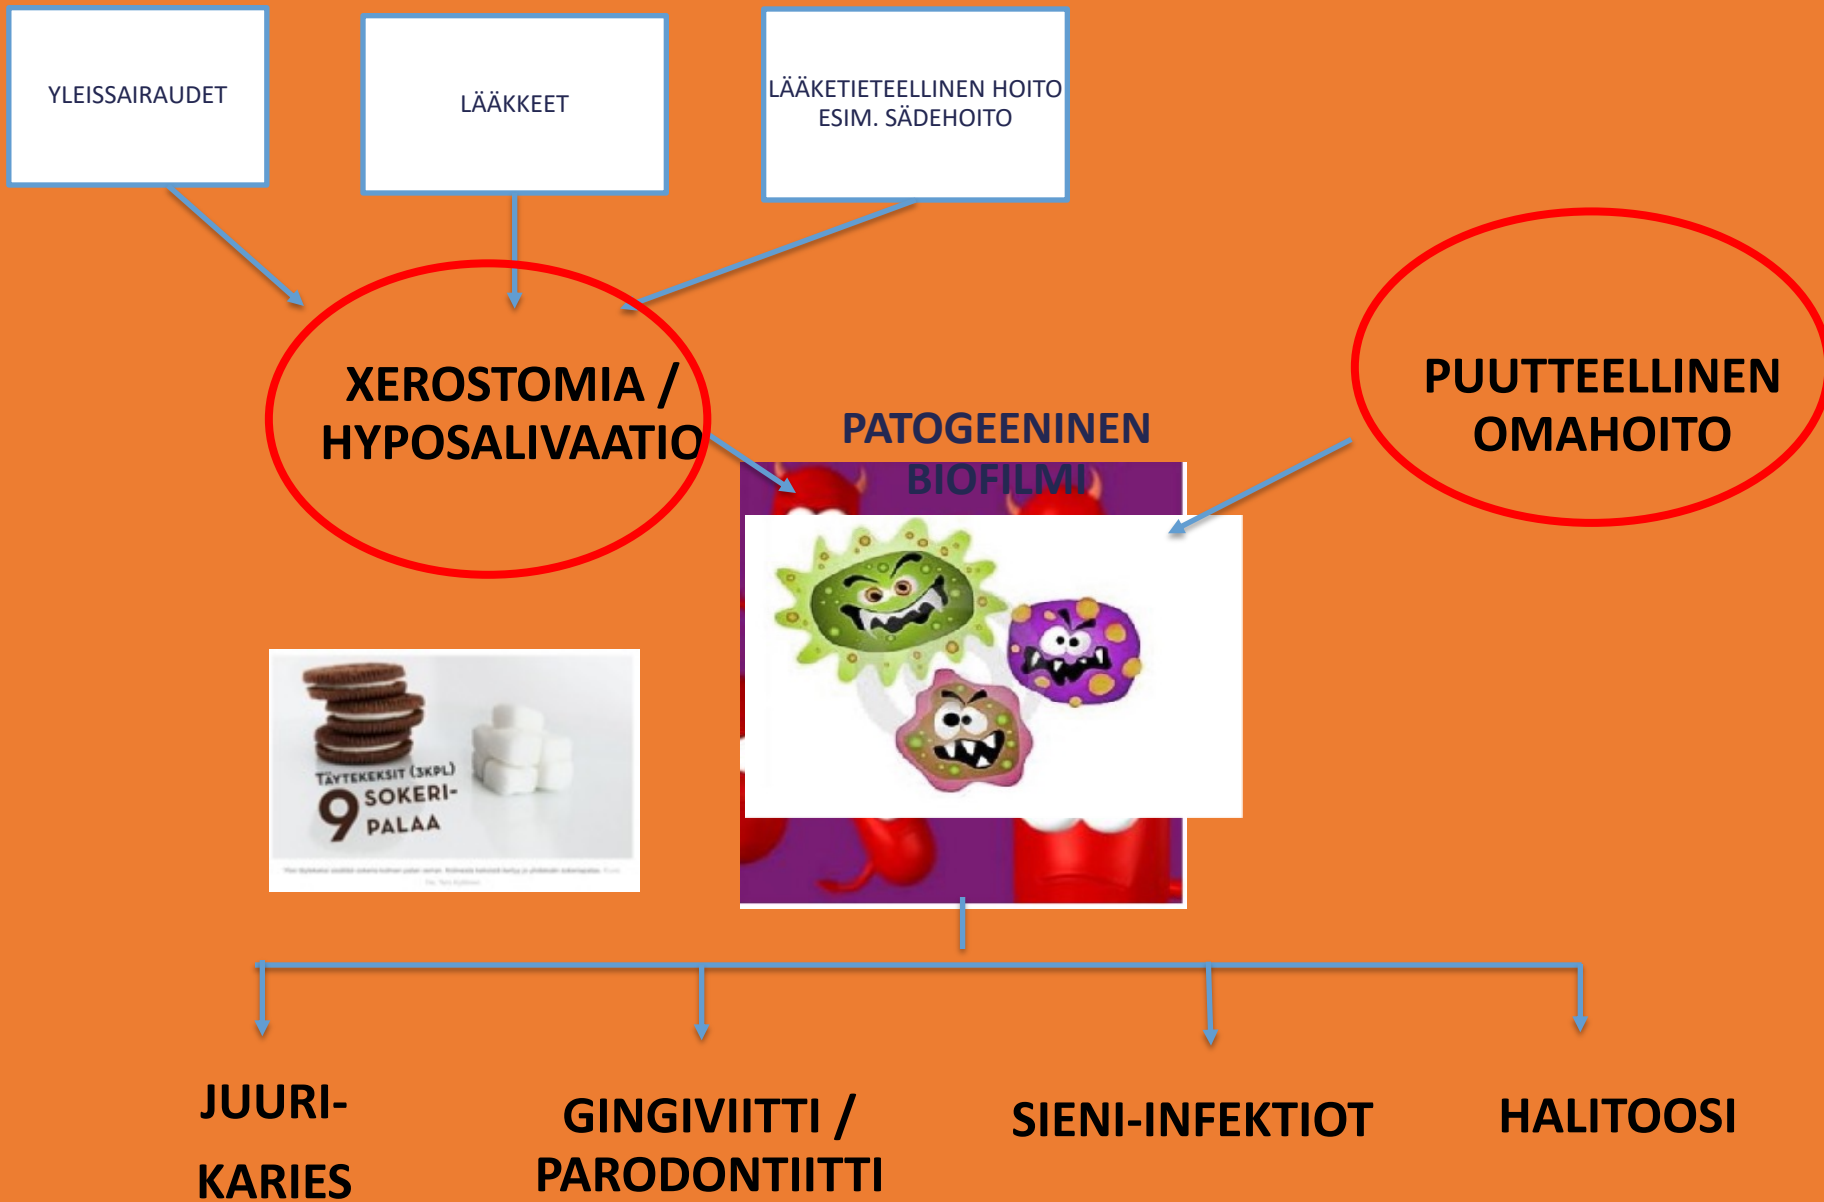 YLEISSAIRAUDET
LÄÄKKEET
LÄÄKETIETEELLINEN HOITO
ESIM. SÄDEHOITO
XEROSTOMIA /
HYPOSALIVAATIO
PATOGEENINEN
BIOFILMI
PUUTTEELLINEN
OMAHOITO
TÄYTEKEKSIT (3KPL)
9 SOKERI-
PALAA
JUURI-
KARIES
GINGIVIITTI /
PARODONTIITTI
SIENI-INFEKTIOT
HALITOOSI